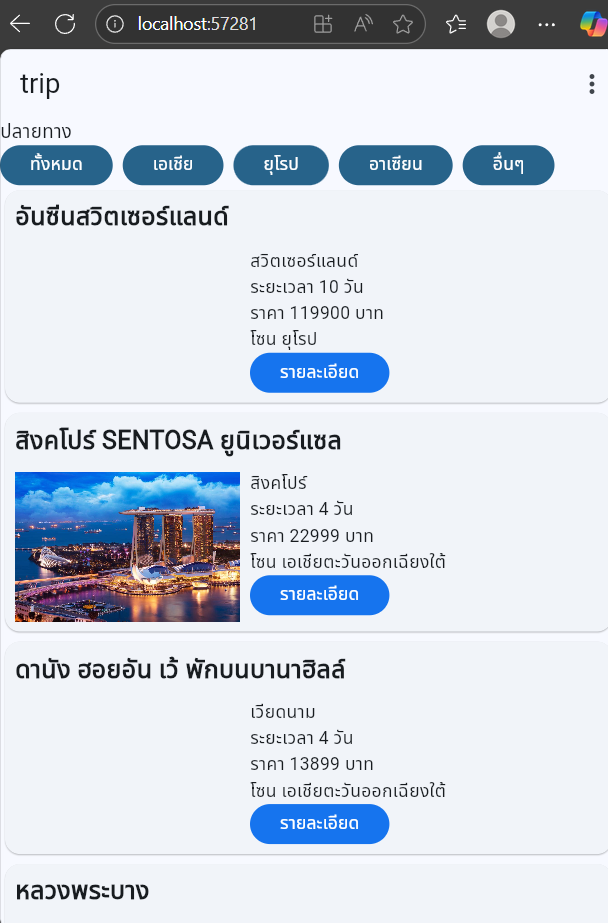 localhost:57281
trip
ปลายทาง
ทั้งหมด เอเชีย ยุโรป อาเซียน อื่นๆ
อันซีนสวิตเซอร์แลนด์
สวิตเซอร์แลนด์
ระยะเวลา 10 วัน
ราคา 119900 บาท
โซน ยุโรป
รายละเอียด
สิงคโปร์ SENTOSA ยูนิเวอร์แซล
สิงคโปร์
ระยะเวลา 4 วัน
ราคา 22999 บาท
โซน เอเชียตะวันออกเฉียงใต้
รายละเอียด
ดานัง ฮอยอัน เว้ พักบนบานาฮิลล์
เวียดนาม
ระยะเวลา 4 วัน
ราคา 13899 บาท
โซน เอเชียตะวันออกเฉียงใต้
รายละเอียด
หลวงพระบาง